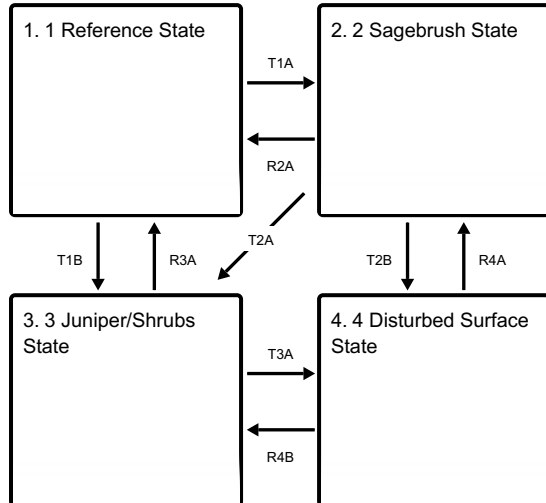 1. 1 Reference State
2. 2 Sagebrush State
T1A
R2A
T2A
T1B
R3A
T2B
R4A
3. 3 Juniper/Shrubs
State
4. 4 Disturbed Surface
State
T3A
R4B